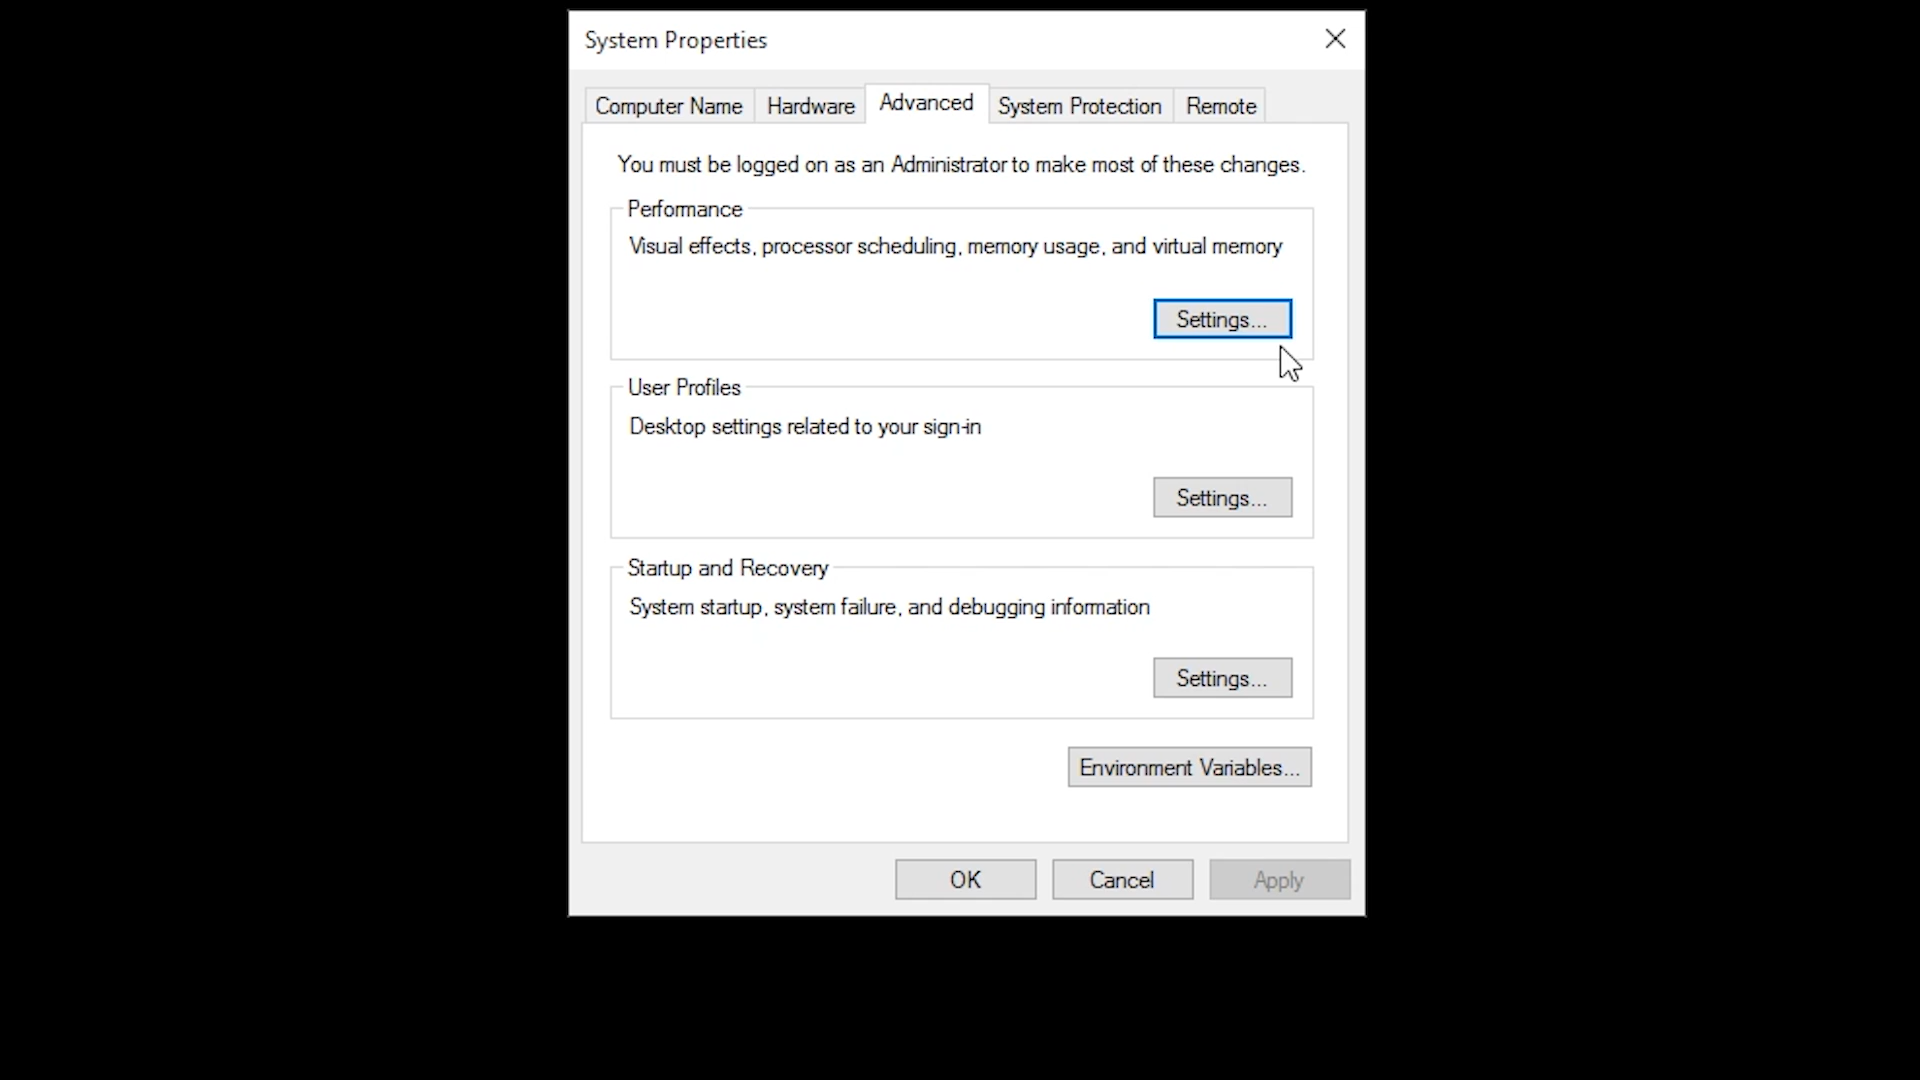 System Properties
Computer Name Hardware Advanced System Protection Remote
You must be logged on as an Administrator to make most of these changes.
Performance
Visual effects, processor scheduling, memory usage, and virtual memory
Settings...
User Profiles
Desktop settings related to your sign-in
Settings...
Startup and Recovery
System startup, system failure, and debugging information
Settings...
Environment Variables...
OK Cancel Apply